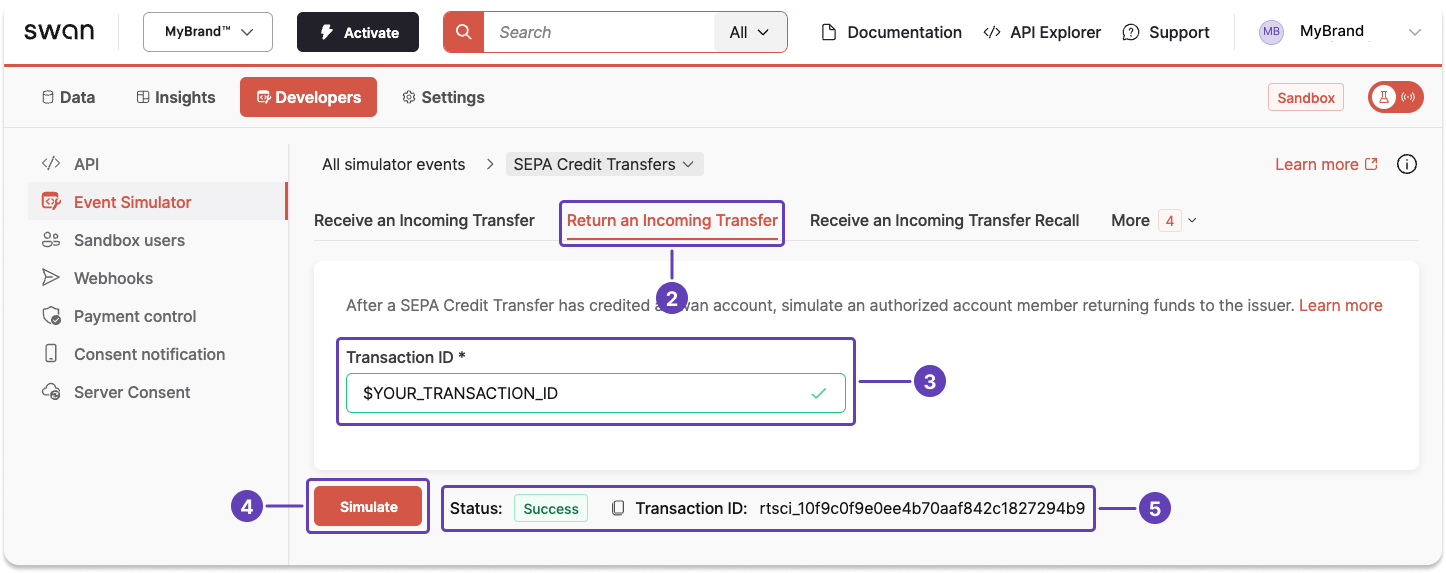 swan MyBrand™ Activate Search All Documentation API Explorer Support MB MyBrand
Data Insights Developers Settings Sandbox
API
Event Simulator
Sandbox users
Webhooks
Payment control
Consent notification
Server Consent
All simulator events > SEPA Credit Transfers Learn more
Receive an Incoming Transfer Return an Incoming Transfer Receive an Incoming Transfer Recall More 4
2
After a SEPA Credit Transfer has credited a wan account, simulate an authorized account member returning funds to the issuer. Learn more
Transaction ID *
$YOUR_TRANSACTION_ID
3
4 Simulate Status: Success Transaction ID: rtsci_10f9c0f9e0ee4b70aaf842c1827294b9 5